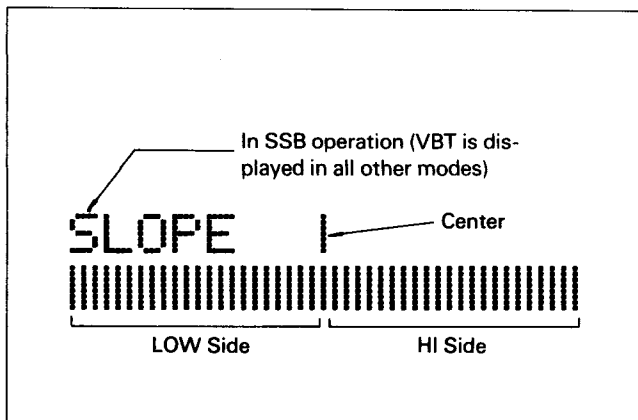 In SSB operation (VBT is dis-
played in all other modes)
SLOPE
Center
LOW Side
HI Side